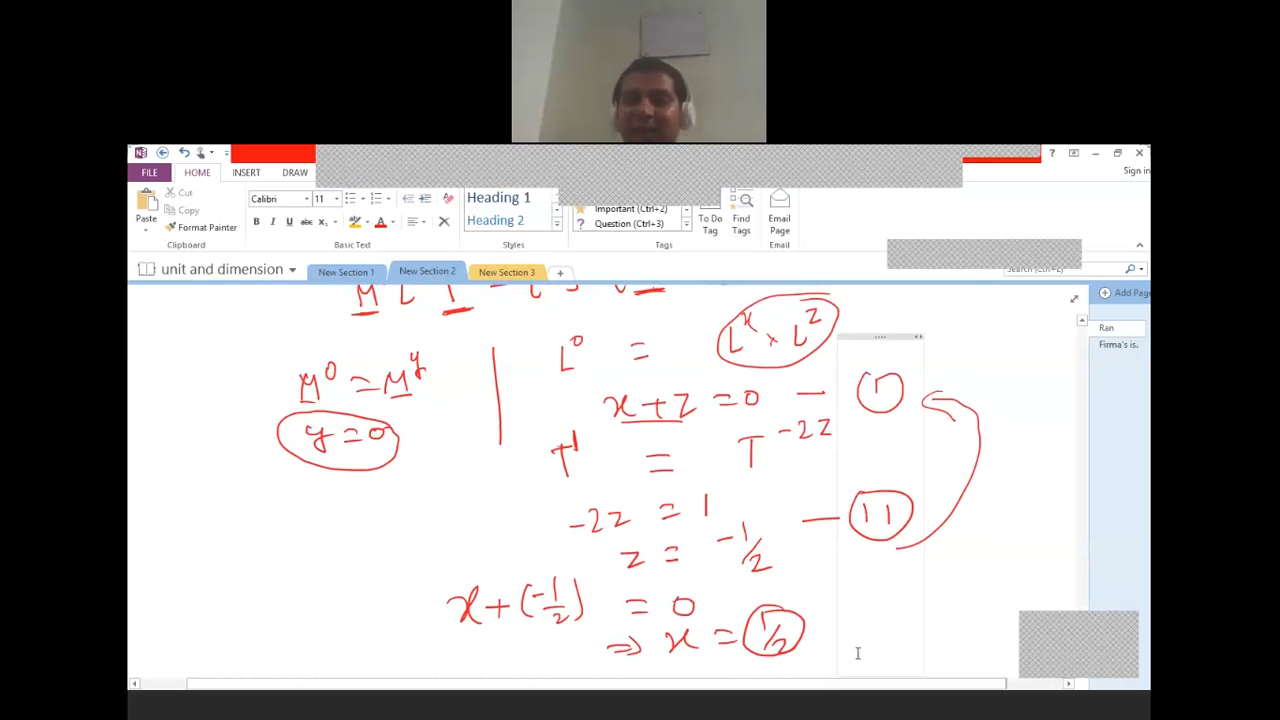 FILE HOME INSERT DRAW
Sign in
Cut
Copy
Paste
Format Painter
Clipboard
Calibri 11
B I U abc x₂ A
Basic Text
Heading 1
Heading 2
Styles
Important (Ctrl+2)
? Question (Ctrl+3)
Tags
To Do Tag
Find Tags
Email Page
Email
unit and dimension New Section 1 New Section 2 New Section 3 +
Add Page
Ran
Firma's is.
L⁰ = Lˣ × Lᶻ
M⁰ = Mʸ
y = 0
x + z = 0 — I
T¹ = T⁻²ᶻ
-2z = 1
z = -1/2 — II
x + (-1/2) = 0
⇒ x = 1/2